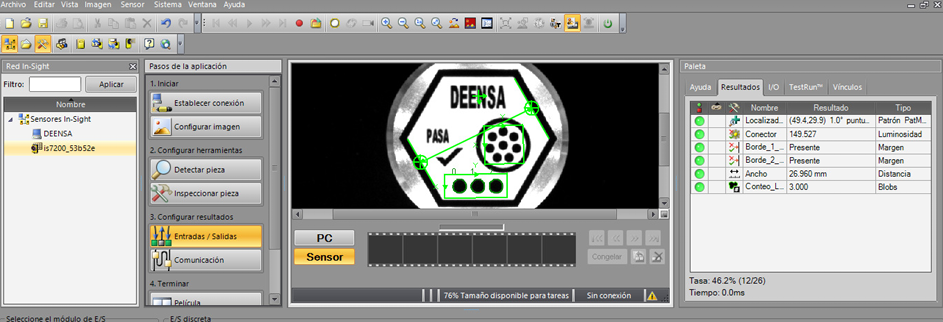 Archivo Editar Ver Imagen Sensor Sistema Ventana Ayuda
Red In-Sight
Filtro: Aplicar
Nombre
Sensores In-Sight
DEENSA
is7200_53b52e
Pasos de la aplicación
1. Iniciar
Establecer conexión
Configurar imagen
2. Configurar herramientas
Detectar pieza
Inspeccionar pieza
3. Configurar resultados
Entradas / Salidas
Comunicación
4. Terminar
Película
DEENSA
PASA
0 1
PC
Sensor
Congelar
76% Tamaño disponible para tareas Sin conexión
Paleta
Ayuda Resultados I/O TestRun™ Vínculos
Nombre Resultado Tipo
Localizad.. (49.4.29.9) 1.0° puntu: Patrón PatM..
Conector 149.527 Luminosidad
Borde_1_.. Presente Margen
Borde_2_.. Presente Margen
Ancho 26.960 mm Distancia
Conteo_L.. 3.000 Blobs
Tasa: 46.2% (12/26)
Tiempo: 0.0ms
Seleccione el módulo de E/S E/S discreta